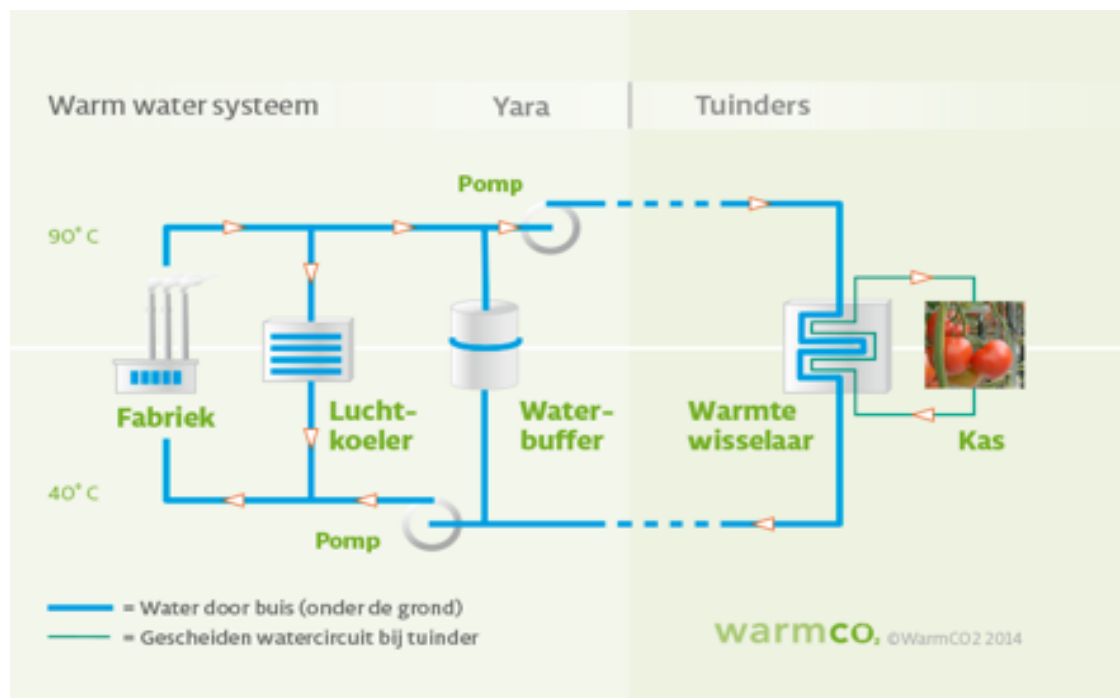 Warm water systeem
Yara
Tuinders
Pomp
90° C
Fabriek
Lucht-
koeler
Water-
buffer
Warmte
wisselaar
Kas
40° C
Pomp
= Water door buis (onder de grond)
= Gescheiden watercircuit bij tuinder
warmco₂ ©WarmCO2 2014